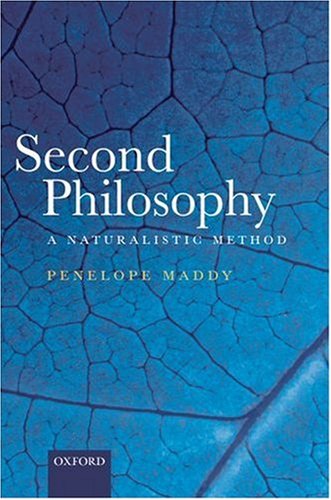 Second
Philosophy
A NATURALISTIC METHOD
PENELOPE MADDY
OXFORD